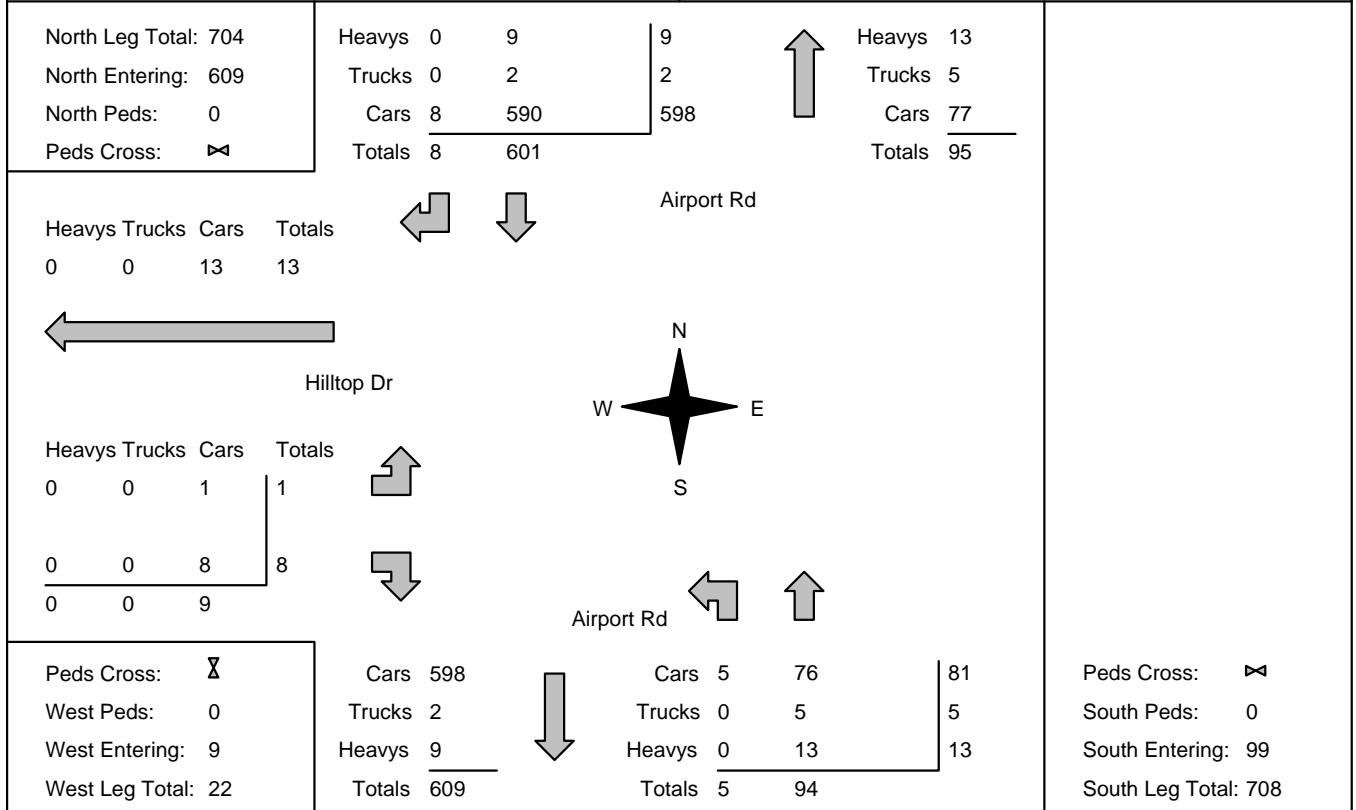 North Leg Total: 704
North Entering: 609
North Peds: 0
Peds Cross: ⋈
Heavys 0 9 9
Trucks 0 2 2
Cars 8 590 598
Totals 8 601
Heavys 13
Trucks 5
Cars 77
Totals 95
Airport Rd
Heavys Trucks Cars Totals
0 0 13 13
Hilltop Dr
N
W E
S
Heavys Trucks Cars Totals
0 0 1 1
0 0 8 8
0 0 9
Airport Rd
Peds Cross:
West Peds: 0
West Entering: 9
West Leg Total: 22
Cars 598
Trucks 2
Heavys 9
Totals 609
Cars 5 76 81
Trucks 0 5 5
Heavys 0 13 13
Totals 5 94
Peds Cross: ⋈
South Peds: 0
South Entering: 99
South Leg Total: 708